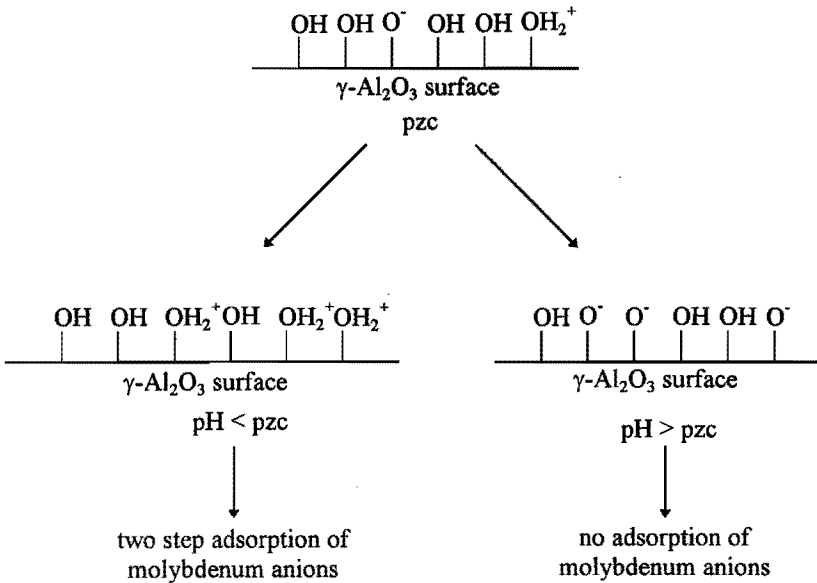 OH OH O⁻ OH OH OH₂⁺
γ-Al₂O₃ surface
pzc
OH OH OH₂⁺OH OH₂⁺OH₂⁺
γ-Al₂O₃ surface
pH < pzc
two step adsorption of
molybdenum anions
OH O⁻ O⁻ OH OH O⁻
γ-Al₂O₃ surface
pH > pzc
no adsorption of
molybdenum anions